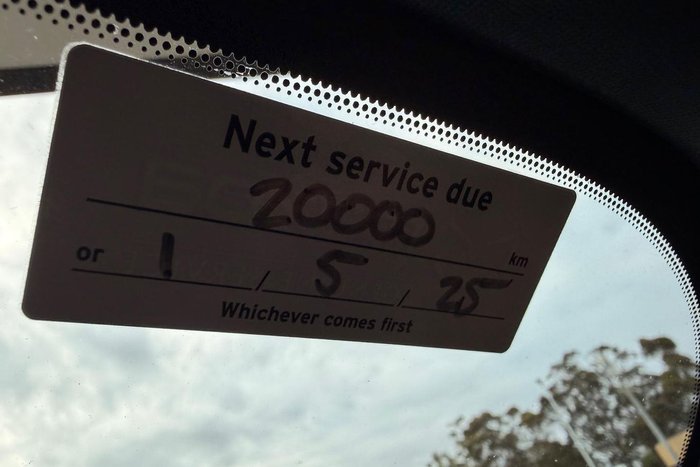 Next service due
20000 km
or 1 / 5 / 25
Whichever comes first